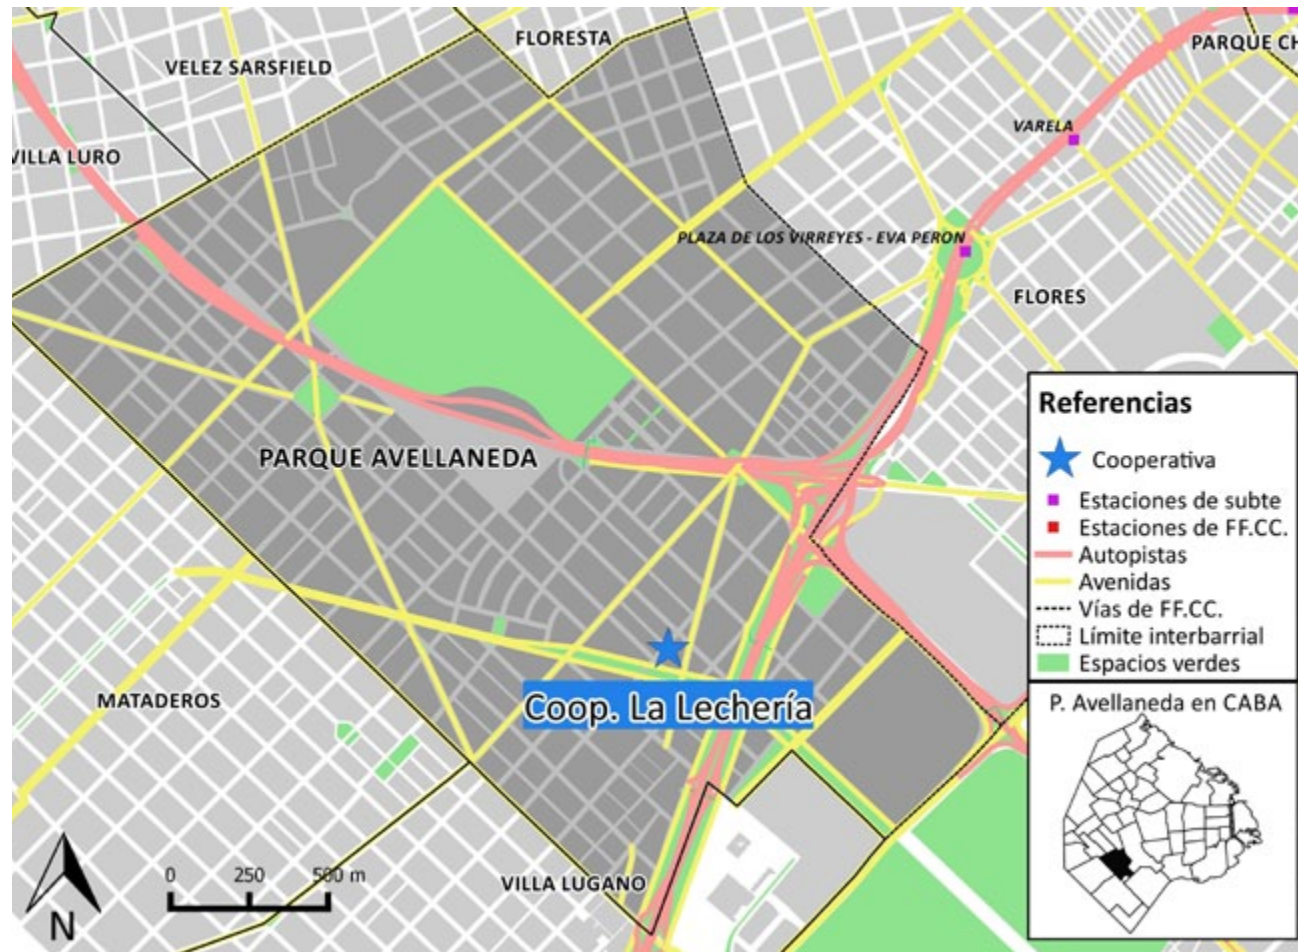 FLORESTA
PARQUE CH
VELEZ SARSFIELD
VARELA
VILLA LURO
PLAZA DE LOS VIRREYES - EVA PERON
FLORES
PARQUE AVELLANEDA
MATADEROS
Coop. La Lechería
VILLA LUGANO
0 250 500 m
N
Referencias
Cooperativa
Estaciones de subte
Estaciones de FF.CC.
Autopistas
Avenidas
Vías de FF.CC.
Límite interbarrial
Espacios verdes
P. Avellaneda en CABA